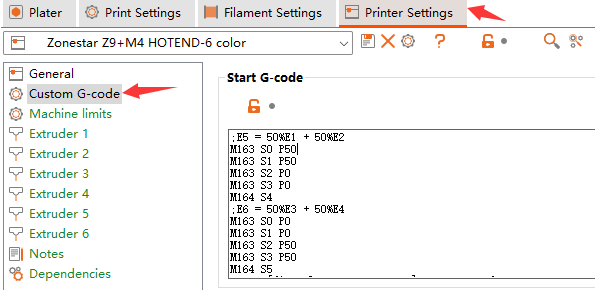 Plater
Print Settings
Filament Settings
Printer Settings
Zonestar Z9+M4 HOTEND-6 color
?
General
Custom G-code
Machine limits
Extruder 1
Extruder 2
Extruder 3
Extruder 4
Extruder 5
Extruder 6
Notes
Dependencies
Start G-code
;E5 = 50%E1 + 50%E2
M163 S0 P50
M163 S1 P50
M163 S2 P0
M163 S3 P0
M164 S4
;E6 = 50%E3 + 50%E4
M163 S0 P0
M163 S1 P0
M163 S2 P50
M163 S3 P50
M164 S5